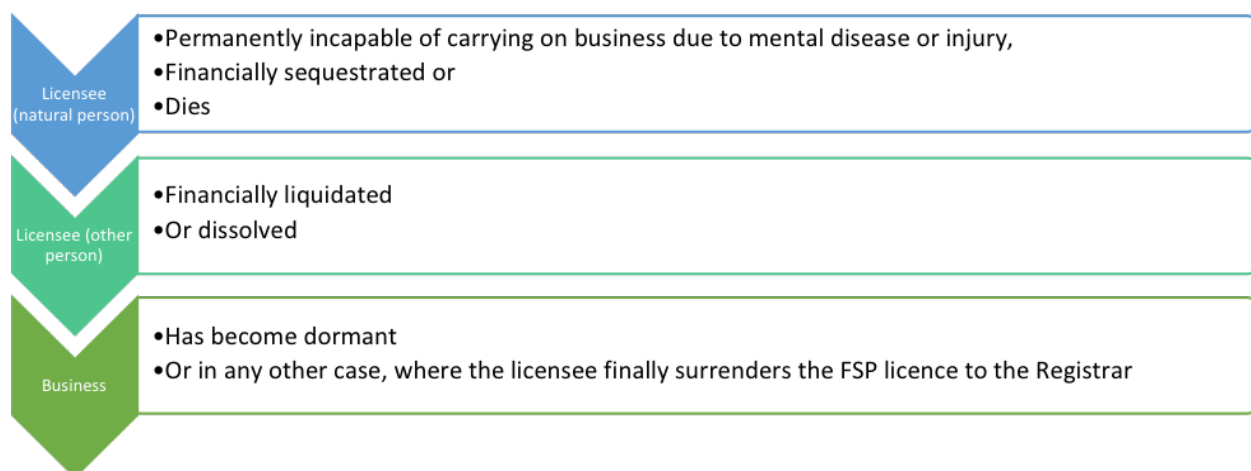 Licensee
(natural person)
•Permanently incapable of carrying on business due to mental disease or injury,
•Financially sequestrated or
•Dies
Licensee (other
person)
•Financially liquidated
•Or dissolved
Business
•Has become dormant
•Or in any other case, where the licensee finally surrenders the FSP licence to the Registrar